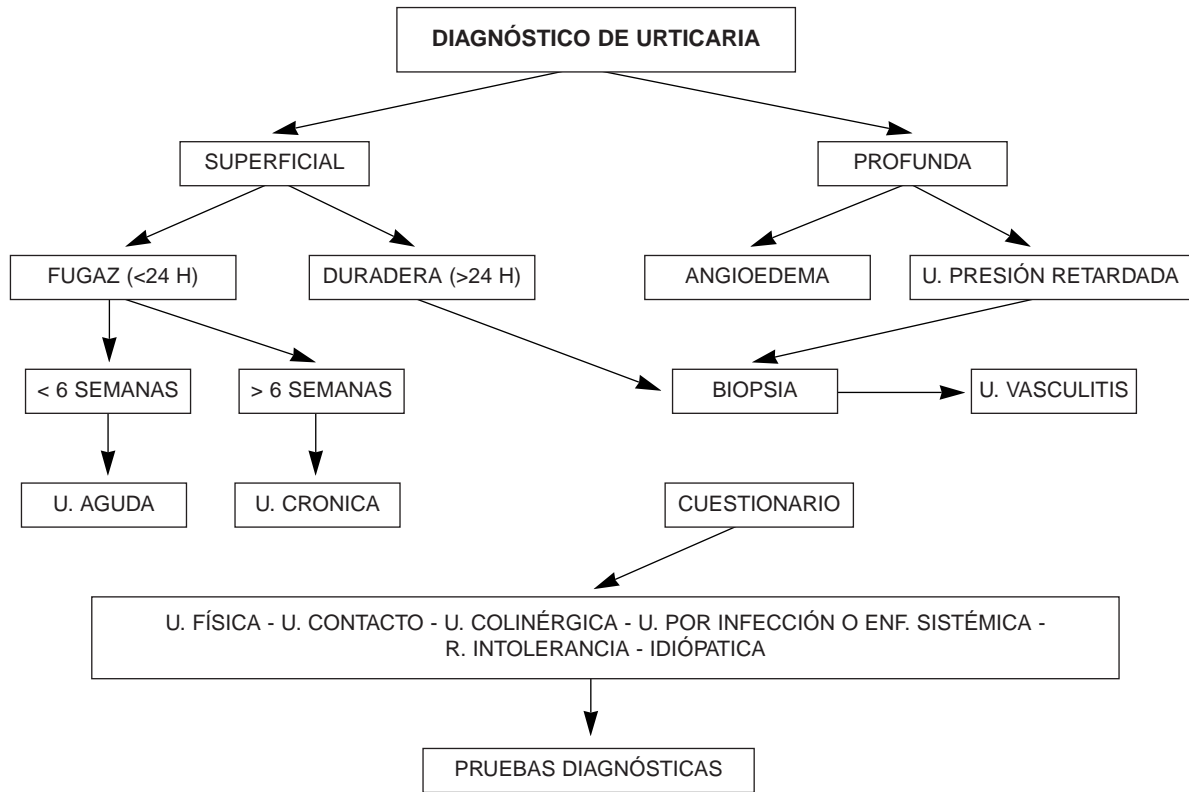 DIAGNÓSTICO DE URTICARIA
SUPERFICIAL
PROFUNDA
FUGAZ (<24 H)
DURADERA (>24 H)
ANGIOEDEMA
U. PRESIÓN RETARDADA
< 6 SEMANAS
> 6 SEMANAS
BIOPSIA
U. VASCULITIS
U. AGUDA
U. CRONICA
CUESTIONARIO
U. FÍSICA - U. CONTACTO - U. COLINÉRGICA - U. POR INFECCIÓN O ENF. SISTÉMICA -
R. INTOLERANCIA - IDIÓPATICA
PRUEBAS DIAGNÓSTICAS